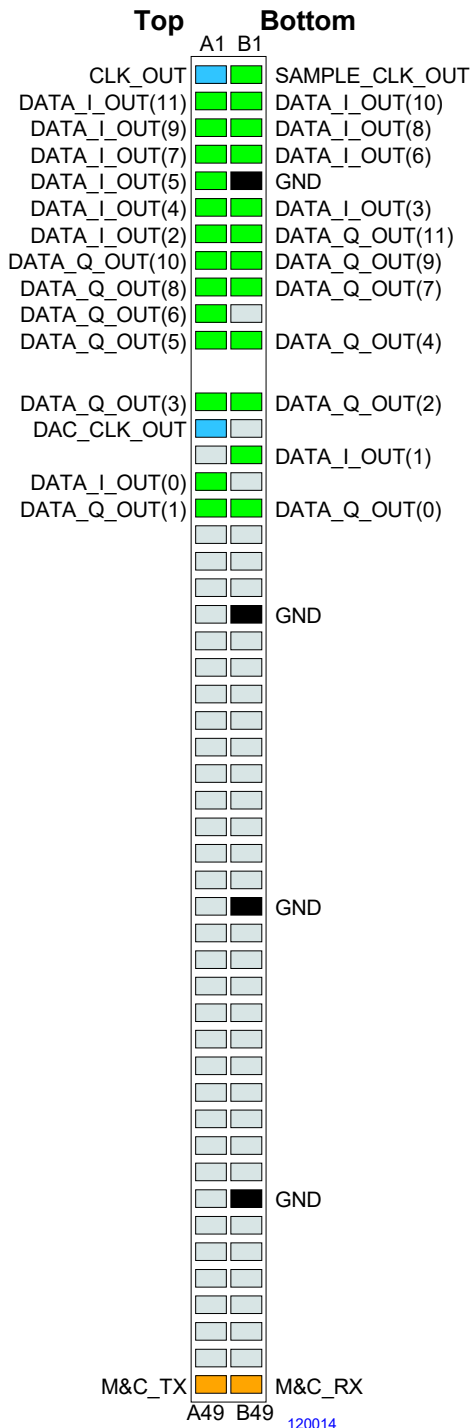 Top Bottom
A1 B1
CLK_OUT SAMPLE_CLK_OUT
DATA_I_OUT(11) DATA_I_OUT(10)
DATA_I_OUT(9) DATA_I_OUT(8)
DATA_I_OUT(7) DATA_I_OUT(6)
DATA_I_OUT(5) GND
DATA_I_OUT(4) DATA_I_OUT(3)
DATA_I_OUT(2) DATA_Q_OUT(11)
DATA_Q_OUT(10) DATA_Q_OUT(9)
DATA_Q_OUT(8) DATA_Q_OUT(7)
DATA_Q_OUT(6)
DATA_Q_OUT(5) DATA_Q_OUT(4)
DATA_Q_OUT(3) DATA_Q_OUT(2)
DAC_CLK_OUT
DATA_I_OUT(1)
DATA_I_OUT(0)
DATA_Q_OUT(1) DATA_Q_OUT(0)
GND
GND
GND
M&C_TX M&C_RX
A49 B49
120014